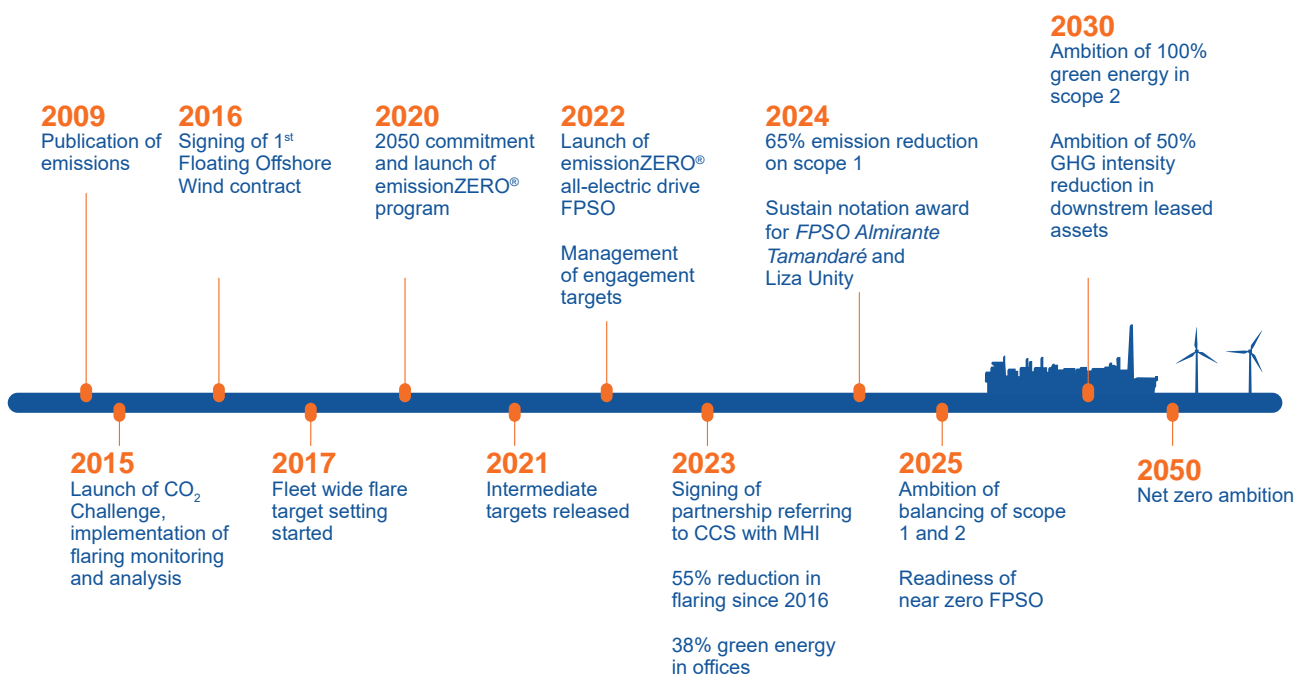 2009
Publication of
emissions
2015
Launch of CO₂
Challenge,
implementation of
flaring monitoring
and analysis
2016
Signing of 1ˢᵗ
Floating Offshore
Wind contract
2017
Fleet wide flare
target setting
started
2020
2050 commitment
and launch of
emissionZERO®
program
2021
Intermediate
targets released
2022
Launch of
emissionZERO®
all-electric drive
FPSO
Management
of engagement
targets
2023
Signing of
partnership referring
to CCS with MHI
55% reduction in
flaring since 2016
38% green energy
in offices
2024
65% emission reduction
on scope 1
Sustain notation award
for FPSO Almirante
Tamandaré and
Liza Unity
2025
Ambition of
balancing of scope
1 and 2
Readiness of
near zero FPSO
2030
Ambition of 100%
green energy in
scope 2
Ambition of 50%
GHG intensity
reduction in
downstrem leased
assets
2050
Net zero ambition